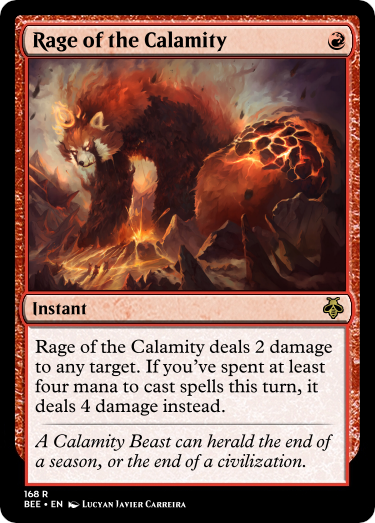 Rage of the Calamity
Instant
Rage of the Calamity deals 2 damage
to any target. If you've spent at least
four mana to cast spells this turn, it
deals 4 damage instead.
A Calamity Beast can herald the end of
a season, or the end of a civilization.
168 R
BEE • EN Lucyan Javier Carreira